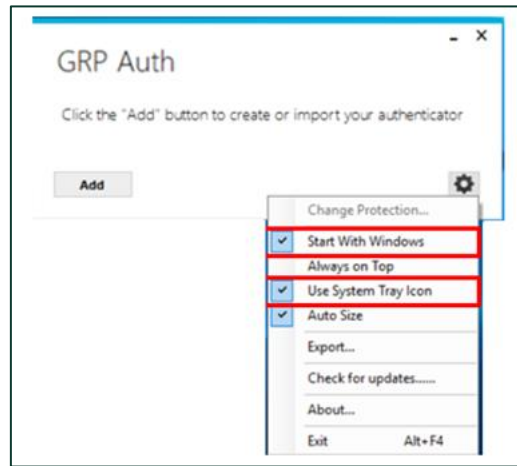 GRP Auth
Click the "Add" button to create or import your authenticator
Add
Change Protection...
Start With Windows
Always on Top
Use System Tray Icon
Auto Size
Export...
Check for updates......
About...
Exit Alt+F4